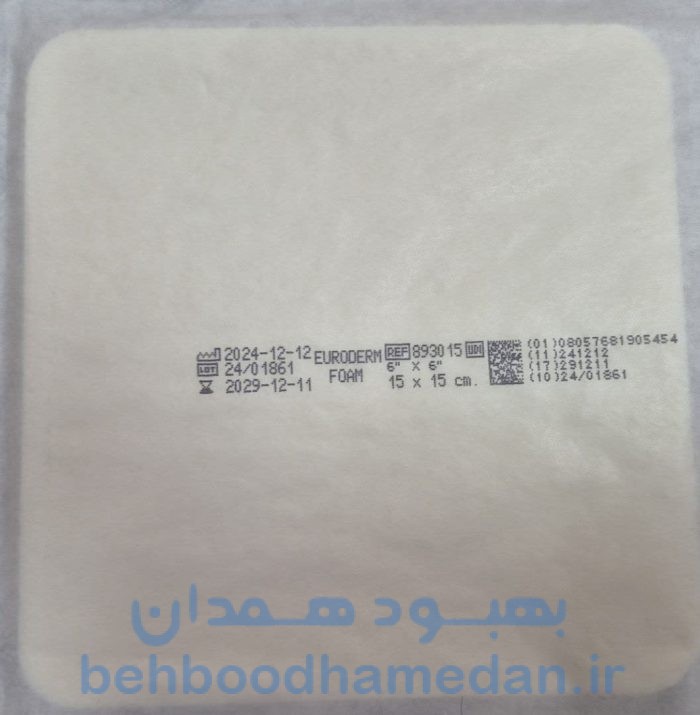 2024-12-12
LOT 24/01861
2029-12-11
EURODERM
FOAM
REF 893015
6" X 6"
15 x 15 cm.
UDI
(01)08057681905454
(11)241212
(17)291211
(10)24/01861
بهبود همدان
behboodhamedan.ir